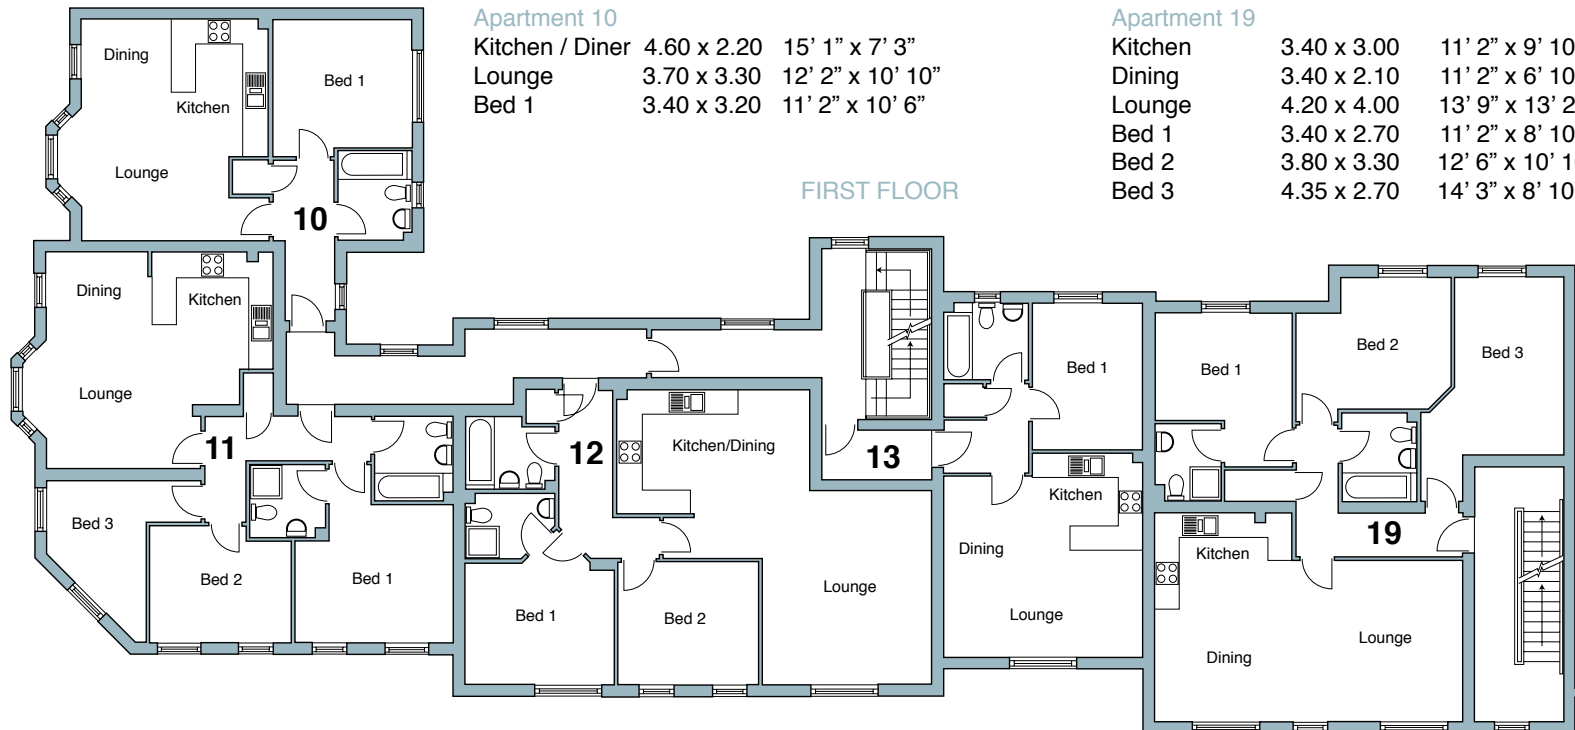 Apartment 10
Kitchen / Diner 4.60 x 2.20 15’ 1” x 7’ 3”
Lounge 3.70 x 3.30 12’ 2” x 10’ 10”
Bed 1 3.40 x 3.20 11’ 2” x 10’ 6”
Apartment 19
Kitchen 3.40 x 3.00 11’ 2” x 9’ 10
Dining 3.40 x 2.10 11’ 2” x 6’ 10
Lounge 4.20 x 4.00 13’ 9” x 13’ 2
Bed 1 3.40 x 2.70 11’ 2” x 8’ 10
Bed 2 3.80 x 3.30 12’ 6” x 10’ 1
Bed 3 4.35 x 2.70 14’ 3” x 8’ 10
FIRST FLOOR
Dining
Kitchen
Bed 1
Lounge
10
Dining
Kitchen
Lounge
11
Bed 3
Bed 2
Bed 1
12
Kitchen/Dining
Bed 1
Bed 2
Lounge
13
Bed 1
Kitchen
Dining
Lounge
Bed 1
Bed 2
Bed 3
19
Kitchen
Dining
Lounge